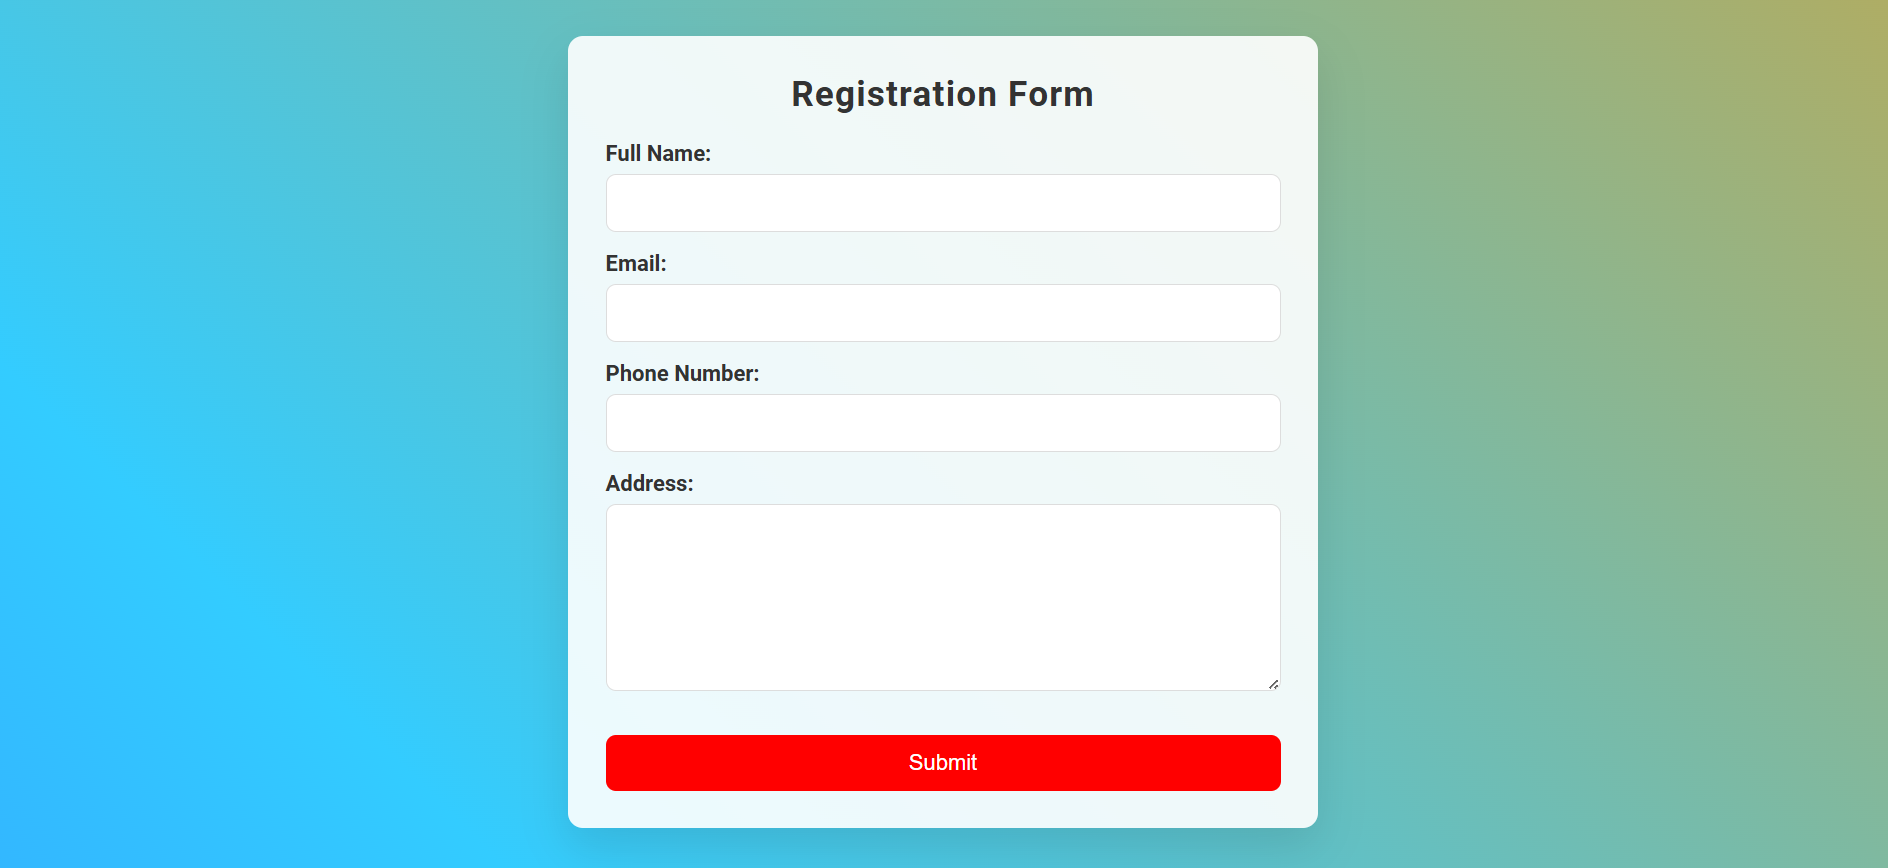 Registration Form
Full Name:
Email:
Phone Number:
Address:
Submit